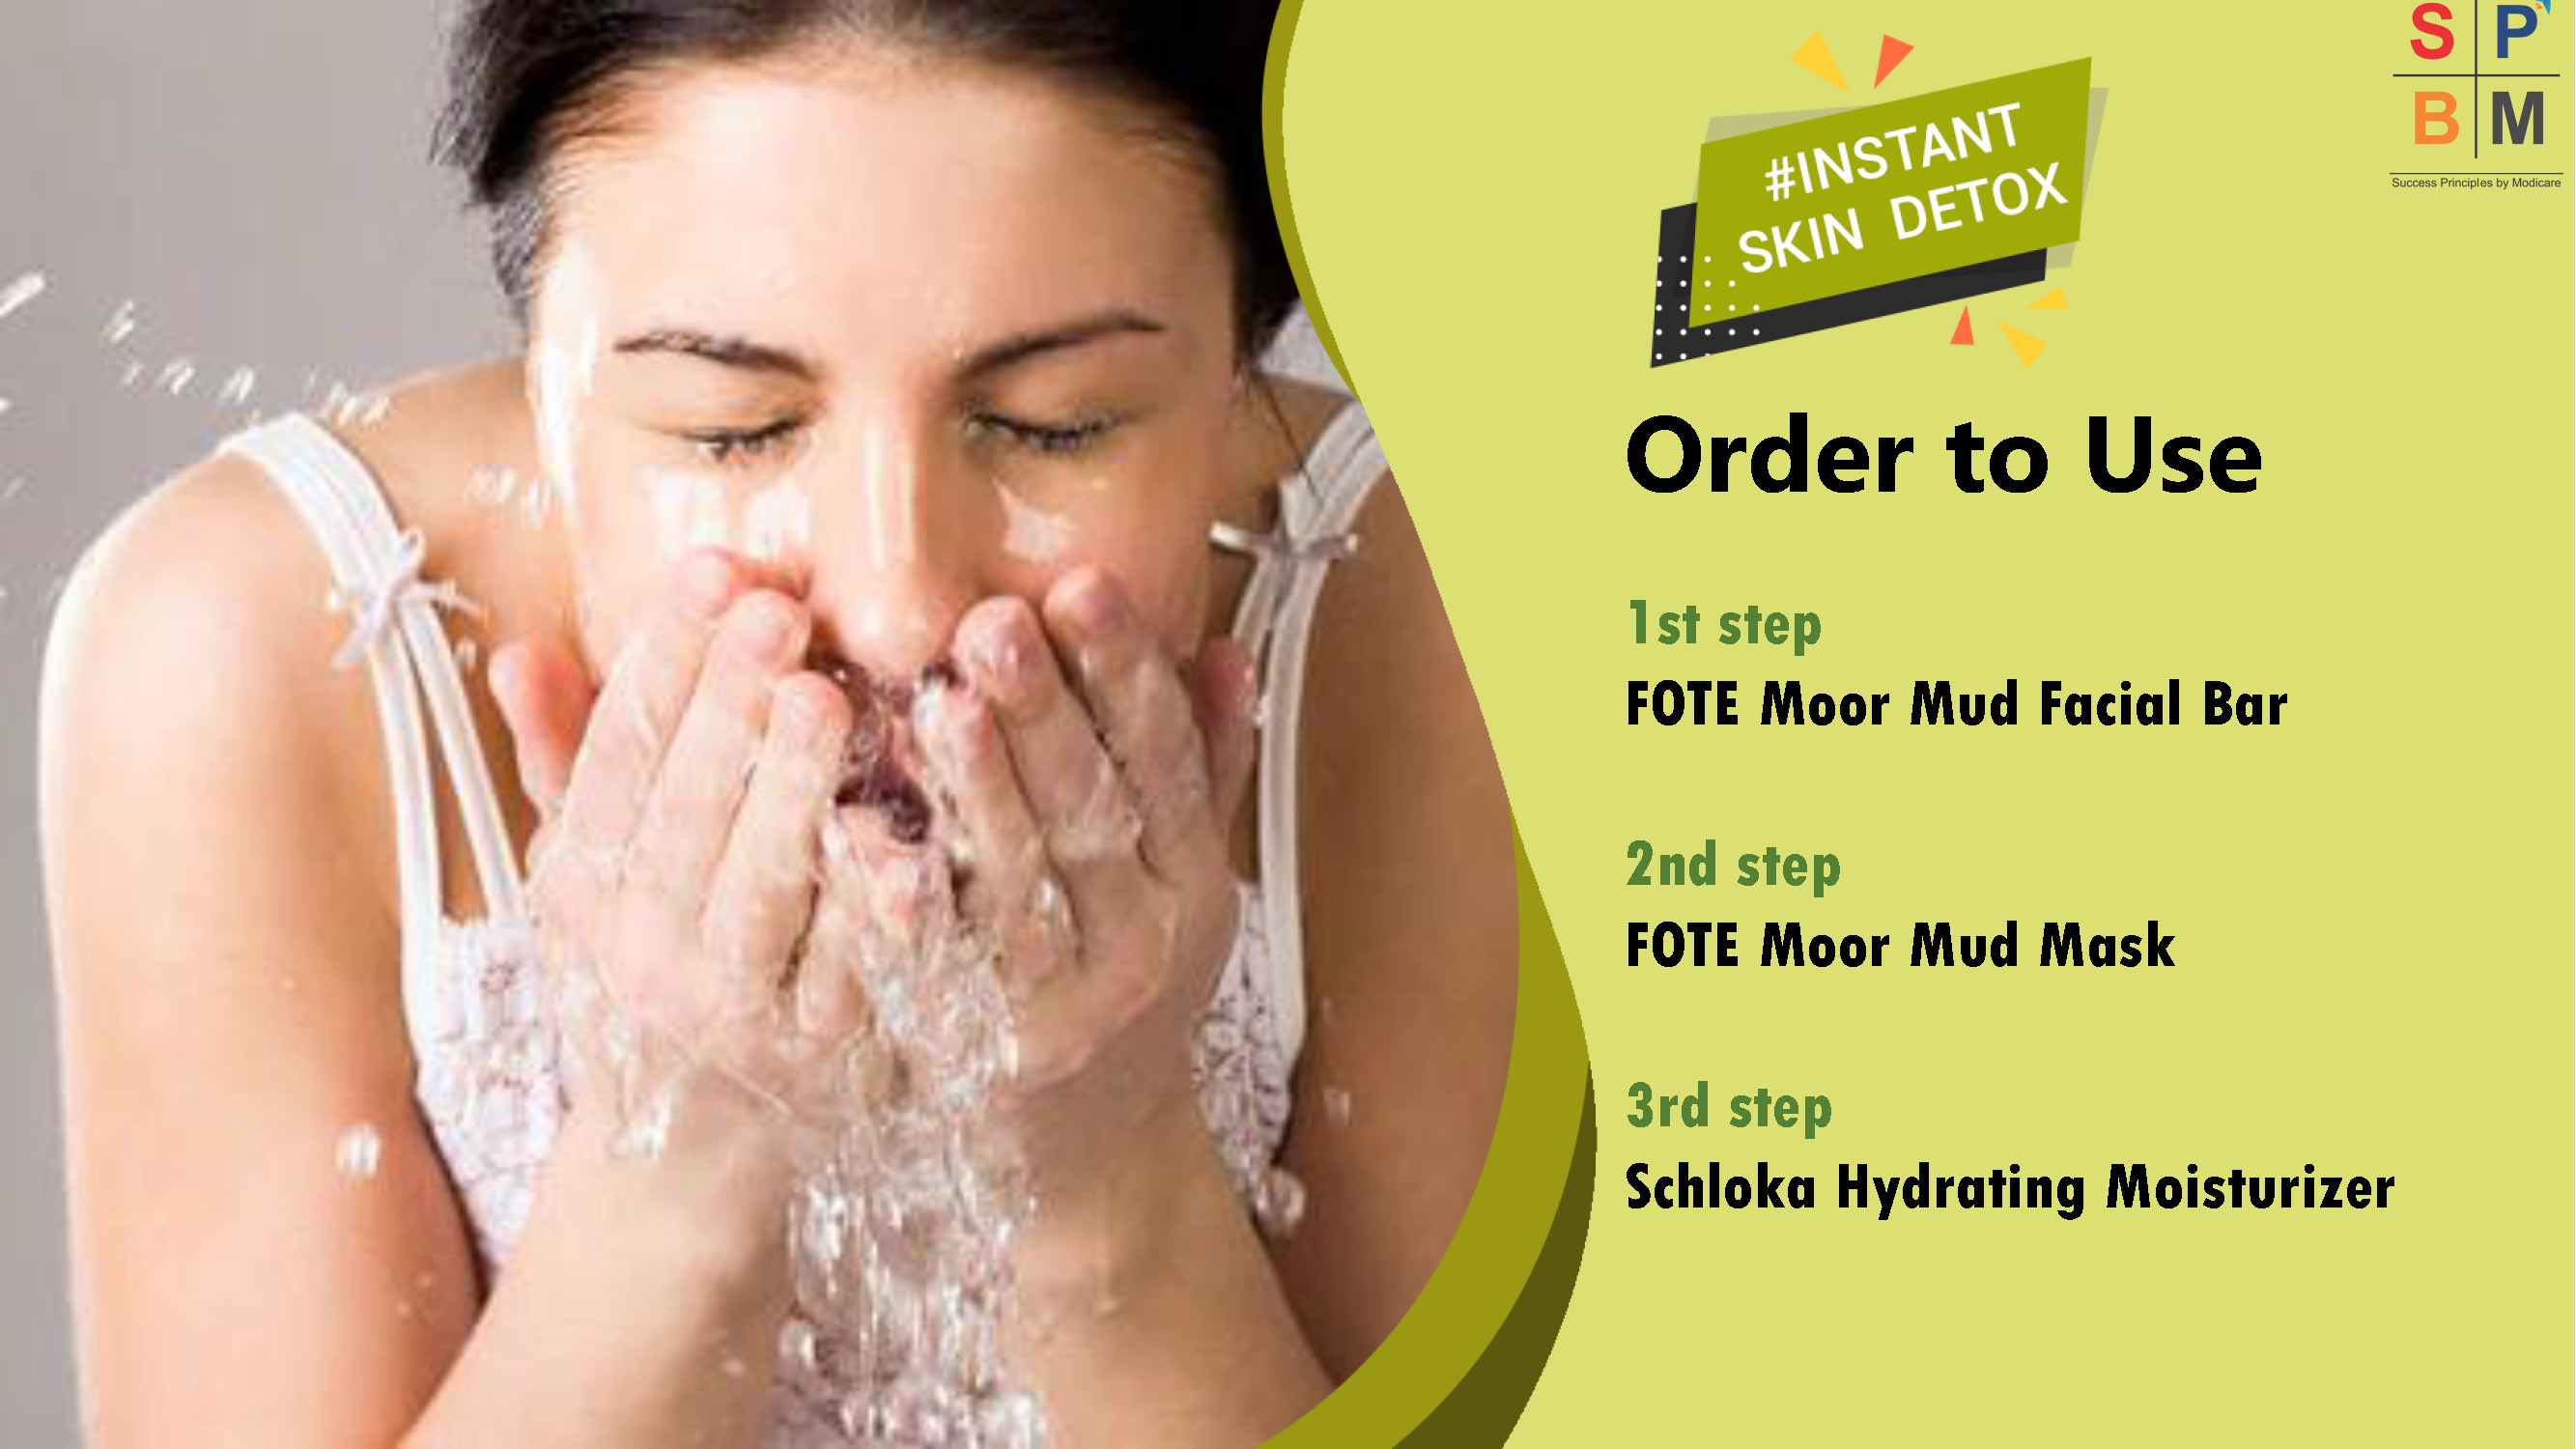 S P
B M
Success Principles by Modicare
#INSTANT
SKIN DETOX
Order to Use
1st step
FOTE Moor Mud Facial Bar
2nd step
FOTE Moor Mud Mask
3rd step
Schloka Hydrating Moisturizer